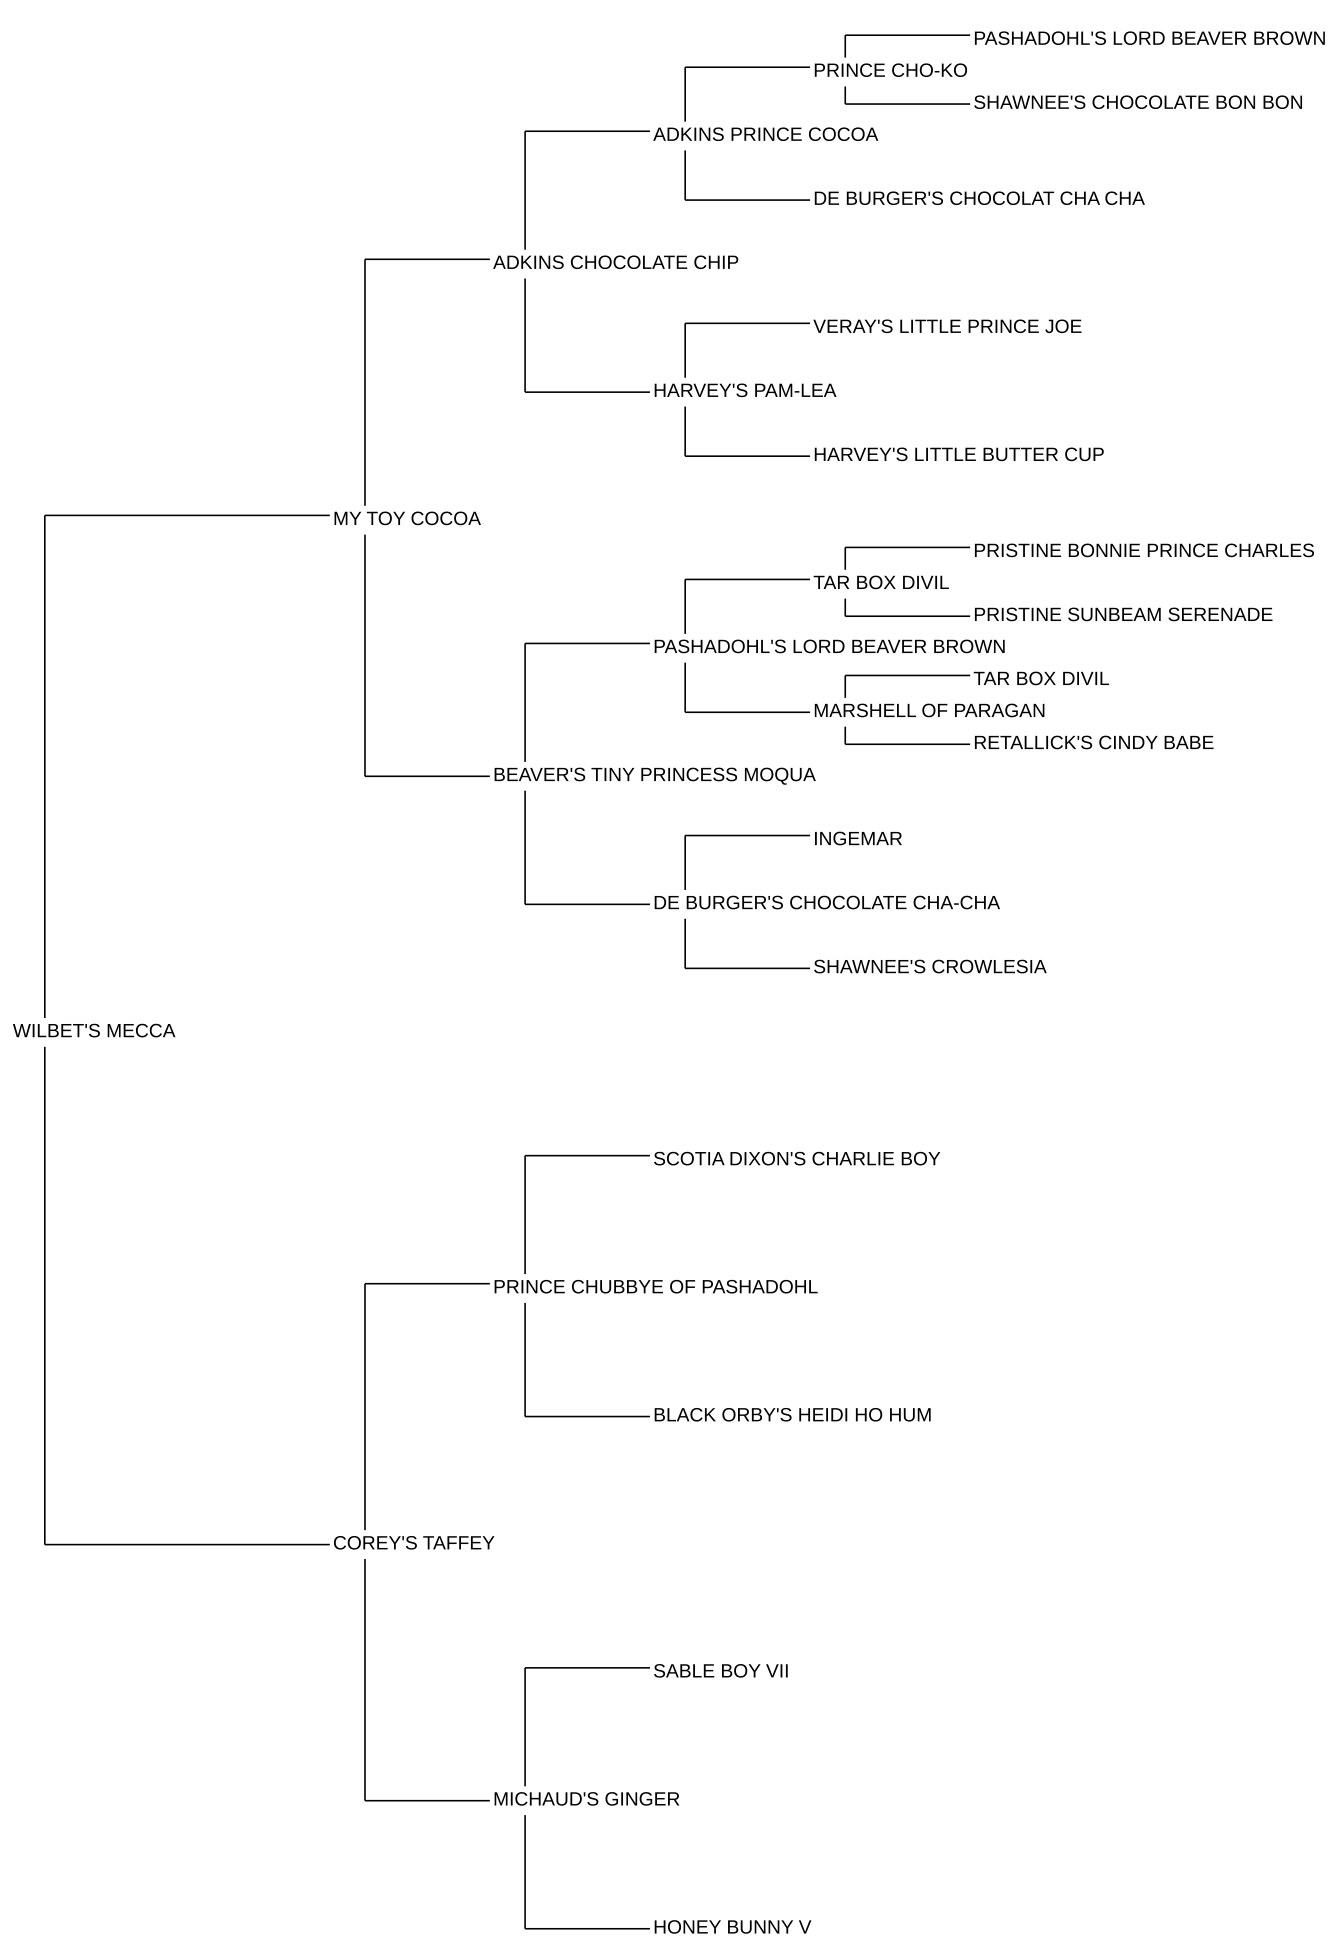 PASHADOHL'S LORD BEAVER BROWN
PRINCE CHO-KO
SHAWNEE'S CHOCOLATE BON BON
ADKINS PRINCE COCOA
DE BURGER'S CHOCOLAT CHA CHA
ADKINS CHOCOLATE CHIP
VERAY'S LITTLE PRINCE JOE
HARVEY'S PAM-LEA
HARVEY'S LITTLE BUTTER CUP
MY TOY COCOA
PRISTINE BONNIE PRINCE CHARLES
TAR BOX DIVIL
PRISTINE SUNBEAM SERENADE
PASHADOHL'S LORD BEAVER BROWN
TAR BOX DIVIL
MARSHELL OF PARAGAN
RETALLICK'S CINDY BABE
BEAVER'S TINY PRINCESS MOQUA
INGEMAR
DE BURGER'S CHOCOLATE CHA-CHA
SHAWNEE'S CROWLESIA
WILBET'S MECCA
SCOTIA DIXON'S CHARLIE BOY
PRINCE CHUBBYE OF PASHADOHL
BLACK ORBY'S HEIDI HO HUM
COREY'S TAFFEY
SABLE BOY VII
MICHAUD'S GINGER
HONEY BUNNY V